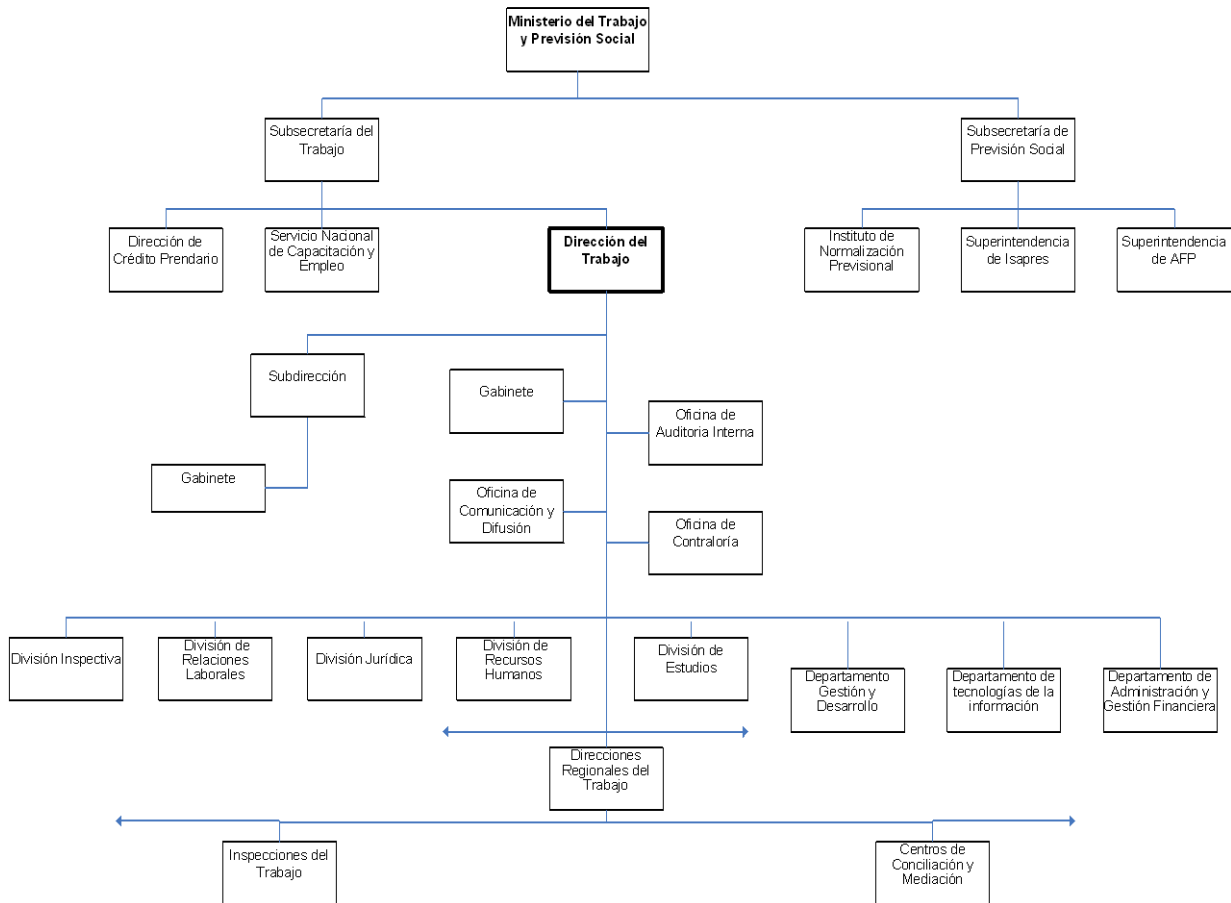 Ministerio del Trabajo
y Previsión Social
Subsecretaría del
Trabajo
Subsecretaría de
Previsión Social
Dirección de
Crédito Prendario
Servicio Nacional
de Capacitación y
Empleo
Dirección del
Trabajo
Instituto de
Normalización
Previsional
Superintendencia
de Isapres
Superintendencia
de AFP
Subdirección
Gabinete
Gabinete
Oficina de
Auditoria Interna
Oficina de
Comunicación y
Difusión
Oficina de
Contraloría
División Inspectiva
División de
Relaciones
Laborales
División Jurídica
División de
Recursos
Humanos
División de
Estudios
Departamento
Gestión y
Desarrollo
Departamento de
tecnologías de la
información
Departamento de
Administración y
Gestión Financiera
Direcciones
Regionales del
Trabajo
Inspecciones del
Trabajo
Centros de
Conciliación y
Mediación